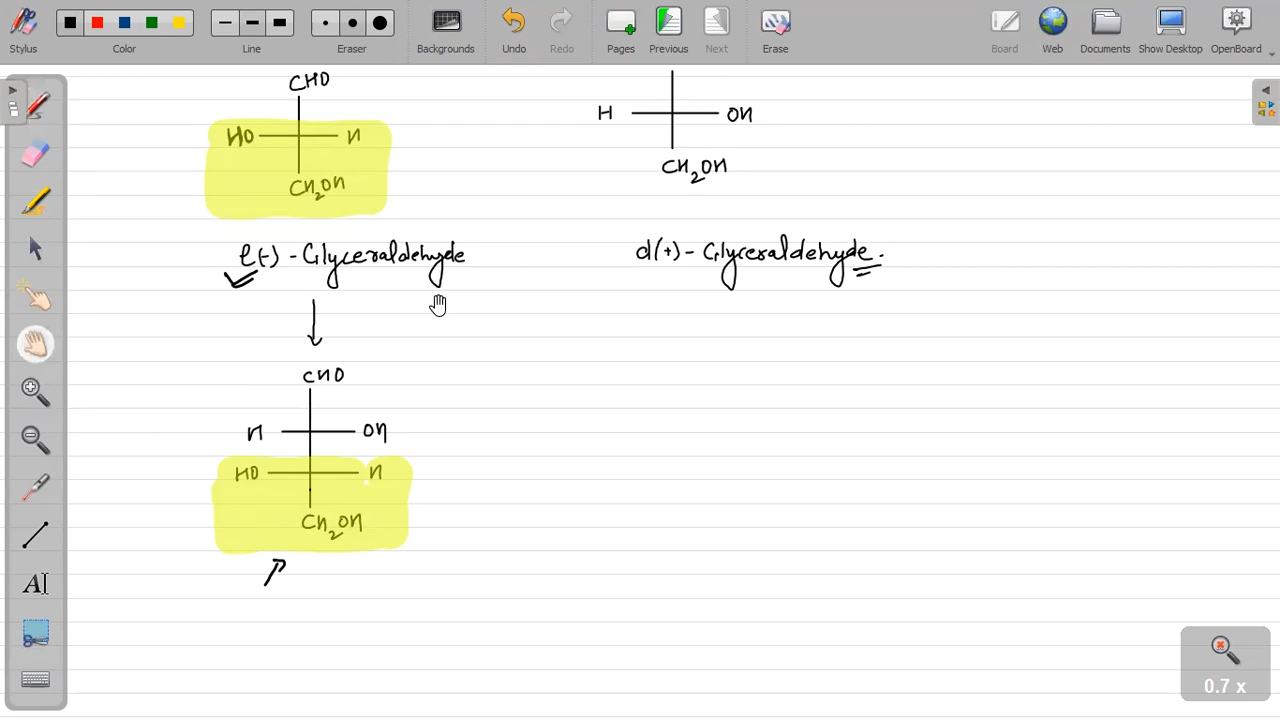 Stylus Color Line Eraser Backgrounds Undo Redo Pages Previous Next Erase Board Web Documents Show Desktop OpenBoard
CHO
HO H
CH2OH
H OH
CH2OH
l(-) - Glyceraldehyde
d(+) - Glyceraldehyde.
CHO
H OH
HO H
CH2OH
AI
0.7 x